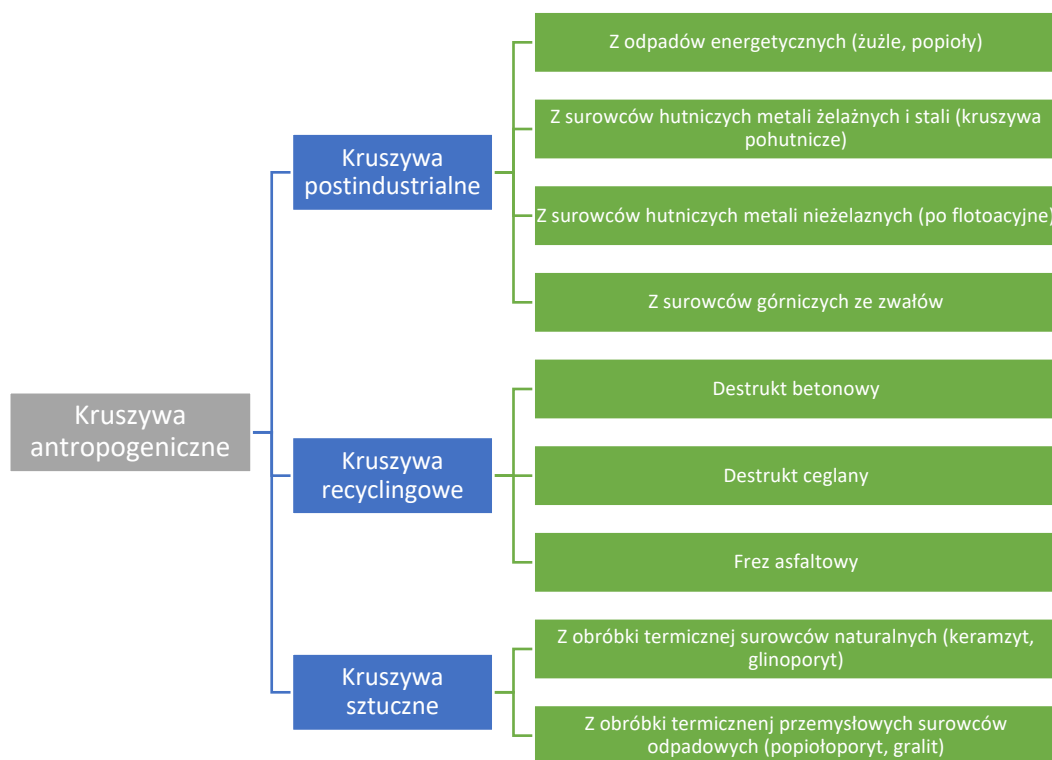 Kruszywa
antropogeniczne
Kruszywa
postindustrialne
Z odpadów energetycznych (żużle, popioły)
Z surowców hutniczych metali żelażnych i stali (kruszywa
pohutnicze)
Z surowców hutniczych metali nieżelaznych (po flotoacyjne)
Z surowców górniczych ze zwałów
Kruszywa
recyclingowe
Destrukt betonowy
Destrukt ceglany
Frez asfaltowy
Kruszywa
sztuczne
Z obróbki termicznej surowców naturalnych (keramzyt,
glinoporyt)
Z obróbki termicznenj przemysłowych surowców
odpadowych (popiołoporyt, gralit)